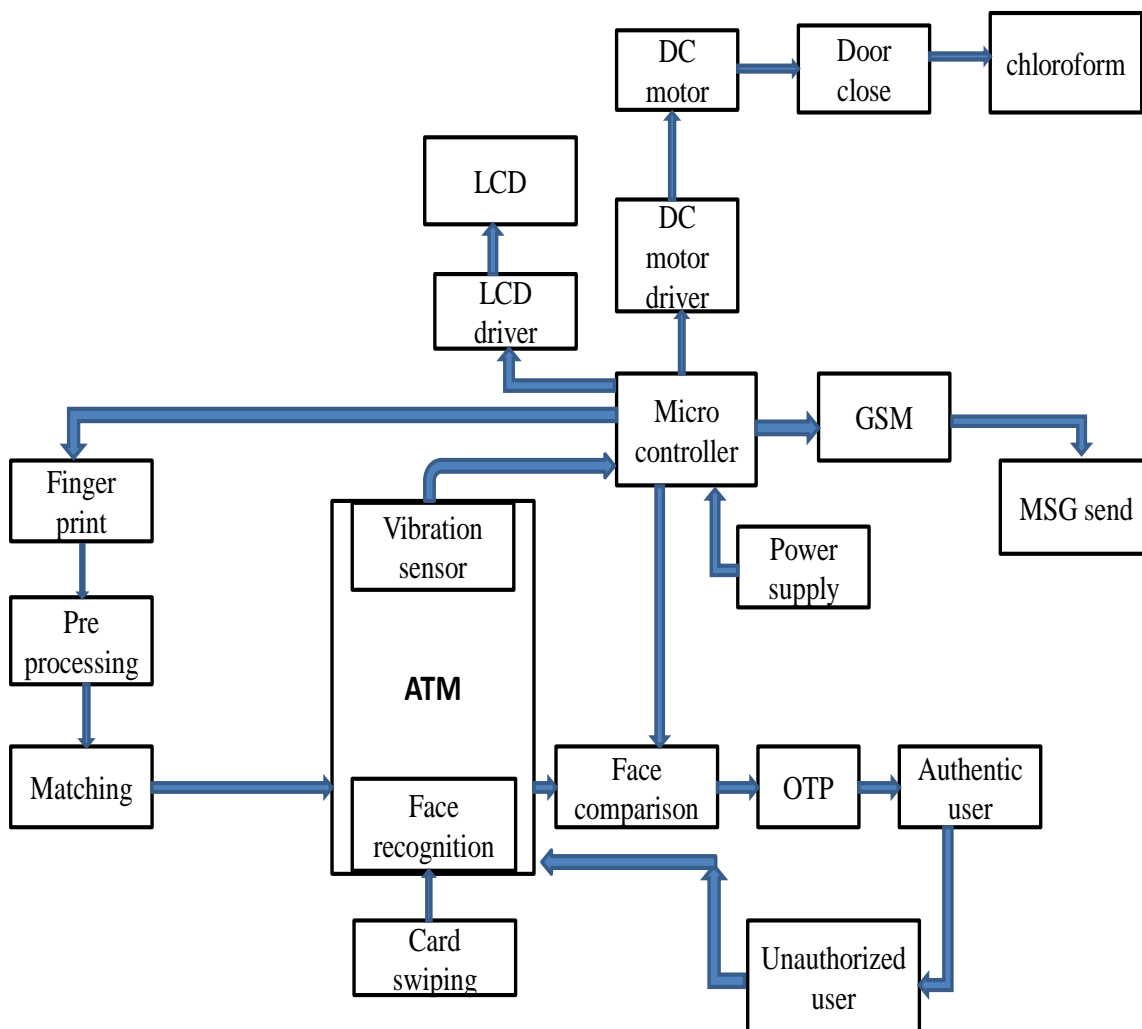 DC
motor
Door
close
chloroform
LCD
DC
motor
driver
LCD
driver
Micro
controller
GSM
Finger
print
Vibration
sensor
MSG send
Power
supply
Pre
processing
ATM
Matching
Face
recognition
Face
comparison
OTP
Authentic
user
Card
swiping
Unauthorized
user